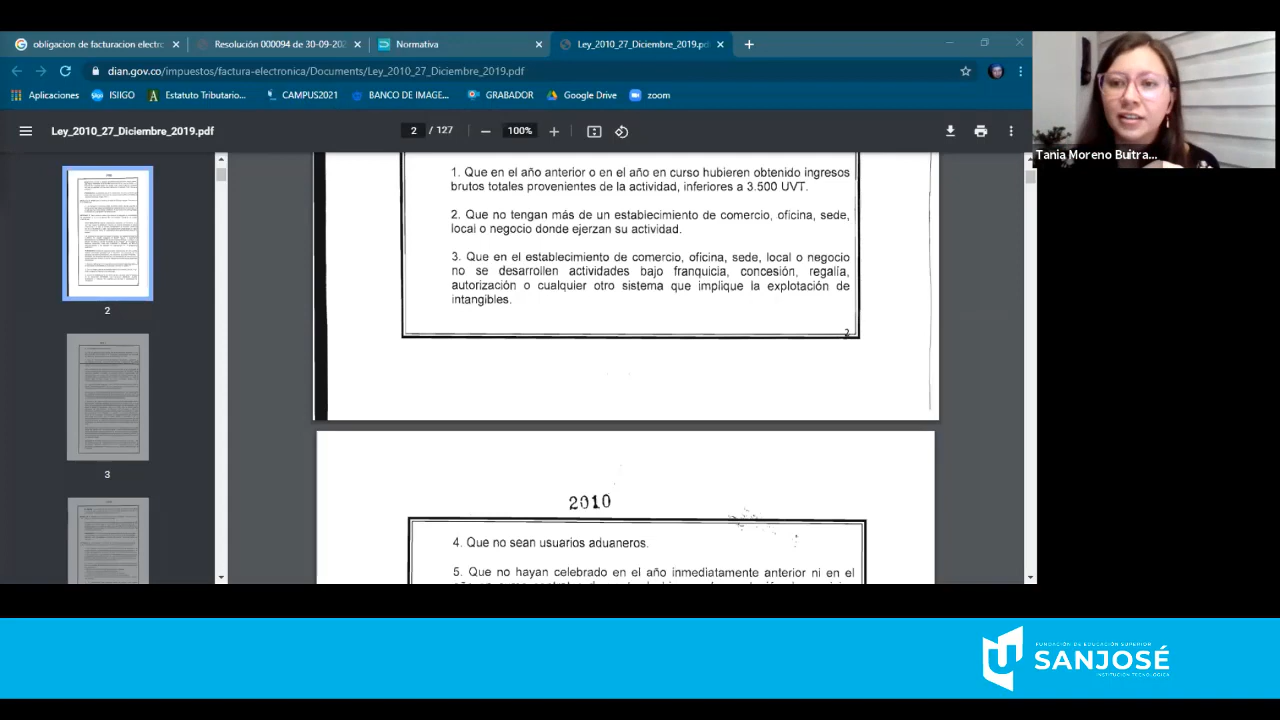 obligacion de facturacion electr
Resolución 000094 de 30-09-202
Normativa
Ley_2010_27_Diciembre_2019.pd
dian.gov.co/impuestos/factura-electronica/Documents/Ley_2010_27_Diciembre_2019.pdf
Aplicaciones
ISIIGO
Estatuto Tributario...
CAMPUS2021
BANCO DE IMAGE...
GRABADOR
Google Drive
zoom
Ley_2010_27_Diciembre_2019.pdf
2 / 127
100%
Tania Moreno Buitra...
2
3
1. Que en el año anterior o en el año en curso hubieren obtenido ingresos
brutos totales provenientes de la actividad, inferiores a 3.500 UVT.
2. Que no tengan más de un establecimiento de comercio, oficina, sede,
local o negocio donde ejerzan su actividad.
3. Que en el establecimiento de comercio, oficina, sede, local o negocio
no se desarrollen actividades bajo franquicia, concesión, regalía,
autorización o cualquier otro sistema que implique la explotación de
intangibles.
2
2010
4. Que no sean usuarios aduaneros.
5. Que no hayan celebrado en el año inmediatamente anterior ni en el
FUNDACIÓN DE EDUCACIÓN SUPERIOR
SANJOSÉ
INSTITUCIÓN TECNOLÓGICA